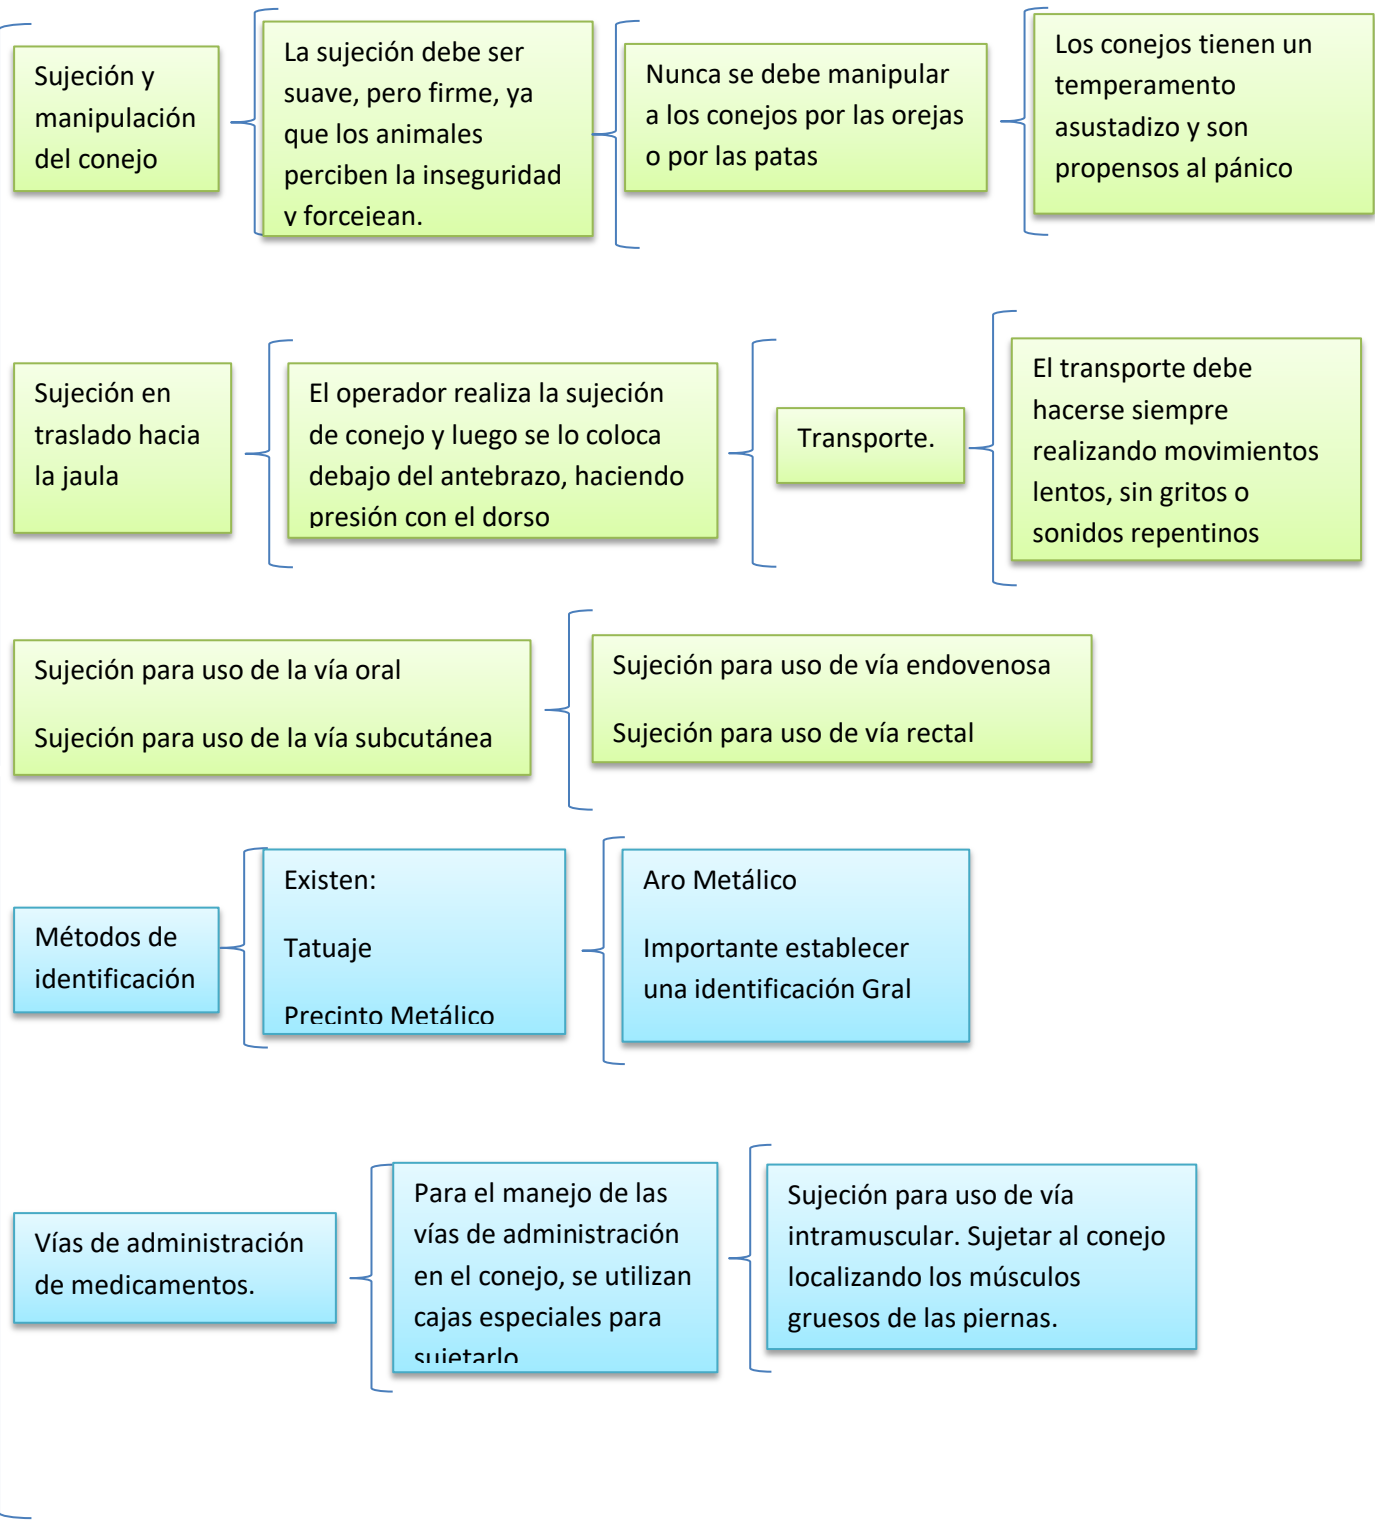 Sujeción y
manipulación
del conejo
La sujeción debe ser
suave, pero firme, ya
que los animales
perciben la inseguridad
y forcejean.
Nunca se debe manipular
a los conejos por las orejas
o por las patas
Los conejos tienen un
temperamento
asustadizo y son
propensos al pánico
Sujeción en
traslado hacia
la jaula
El operador realiza la sujeción
de conejo y luego se lo coloca
debajo del antebrazo, haciendo
presión con el dorso
Transporte.
El transporte debe
hacerse siempre
realizando movimientos
lentos, sin gritos o
sonidos repentinos
Sujeción para uso de la vía oral
Sujeción para uso de la vía subcutánea
Sujeción para uso de vía endovenosa
Sujeción para uso de vía rectal
Métodos de
identificación
Existen:
Tatuaje
Precinto Metálico
Aro Metálico
Importante establecer
una identificación Gral
Vías de administración
de medicamentos.
Para el manejo de las
vías de administración
en el conejo, se utilizan
cajas especiales para
sujetarlo
Sujeción para uso de vía
intramuscular. Sujetar al conejo
localizando los músculos
gruesos de las piernas.